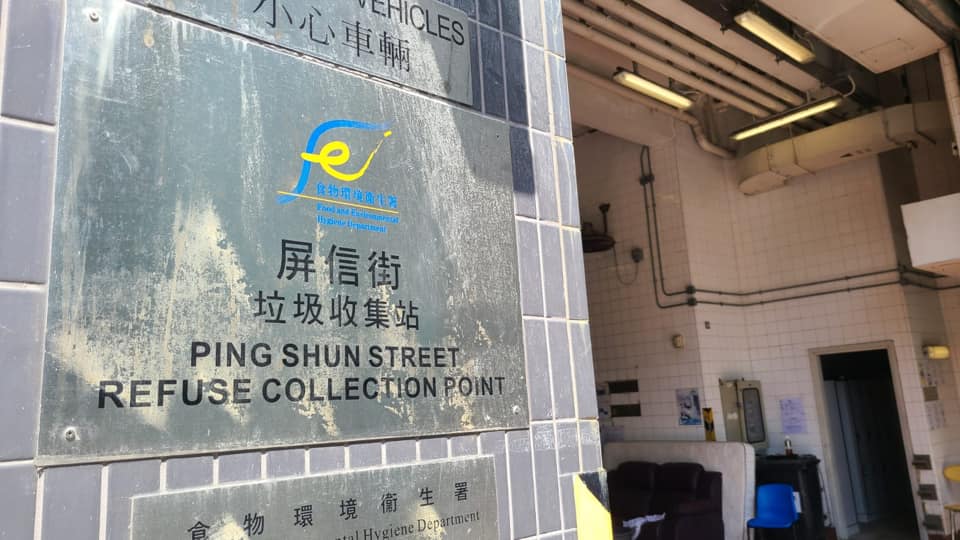 VEHICLES
小心車輛
食物環境衞生署
Food and Environmental
Hygiene Department
屏信街
垃圾收集站
PING SHUN STREET
REFUSE COLLECTION POINT
食物環境衞生署
Hygiene Department